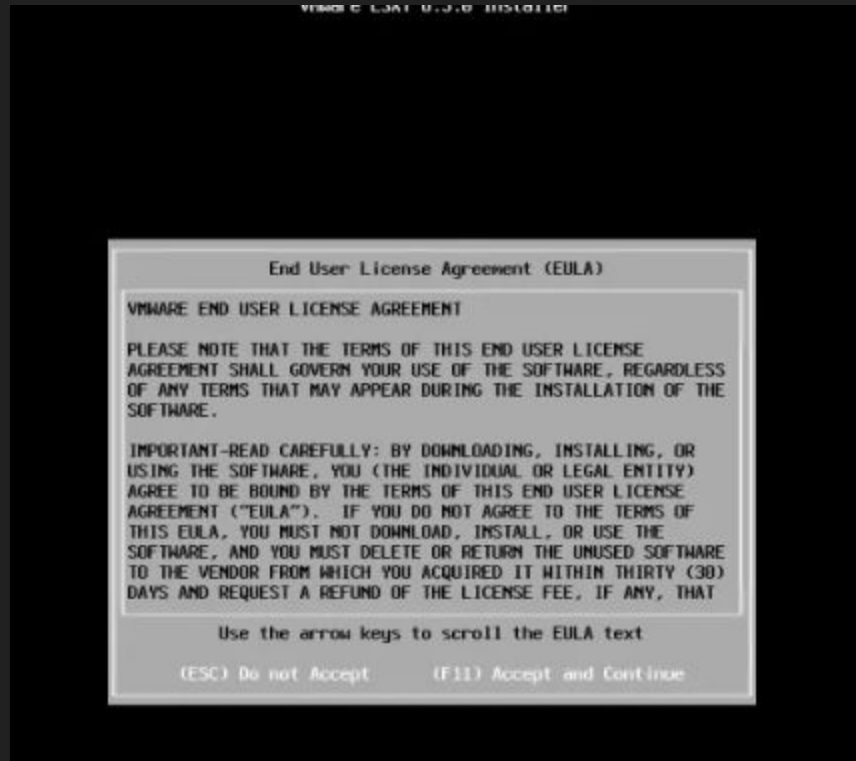 VMware ESXi 6.5.0 Installer
End User License Agreement (EULA)
VMWARE END USER LICENSE AGREEMENT
PLEASE NOTE THAT THE TERMS OF THIS END USER LICENSE
AGREEMENT SHALL GOVERN YOUR USE OF THE SOFTWARE, REGARDLESS
OF ANY TERMS THAT MAY APPEAR DURING THE INSTALLATION OF THE
SOFTWARE.
IMPORTANT-READ CAREFULLY: BY DOWNLOADING, INSTALLING, OR
USING THE SOFTWARE, YOU (THE INDIVIDUAL OR LEGAL ENTITY)
AGREE TO BE BOUND BY THE TERMS OF THIS END USER LICENSE
AGREEMENT ("EULA"). IF YOU DO NOT AGREE TO THE TERMS OF
THIS EULA, YOU MUST NOT DOWNLOAD, INSTALL, OR USE THE
SOFTWARE, AND YOU MUST DELETE OR RETURN THE UNUSED SOFTWARE
TO THE VENDOR FROM WHICH YOU ACQUIRED IT WITHIN THIRTY (30)
DAYS AND REQUEST A REFUND OF THE LICENSE FEE, IF ANY, THAT
Use the arrow keys to scroll the EULA text
(ESC) Do not Accept (F11) Accept and Continue